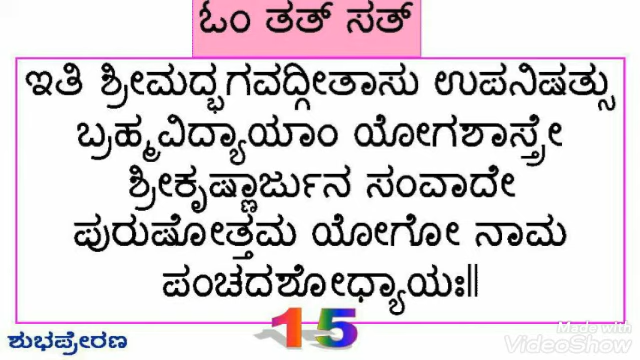 ಓಂ ತತ್ ಸತ್
ಇತಿ ಶ್ರೀಮದ್ಭಗವದ್ಗೀತಾಸು ಉಪನಿಷತ್ಸು
ಬ್ರಹ್ಮವಿದ್ಯಾಯಾಂ ಯೋಗಶಾಸ್ತ್ರೇ
ಶ್ರೀಕೃಷ್ಣಾರ್ಜುನ ಸಂವಾದೇ
ಪುರುಷೋತ್ತಮ ಯೋಗೋ ನಾಮ
ಪಂಚದಶೋಧ್ಯಾಯಃ||
15
ಶುಭಪ್ರೇರಣ
Made with
VideoShow